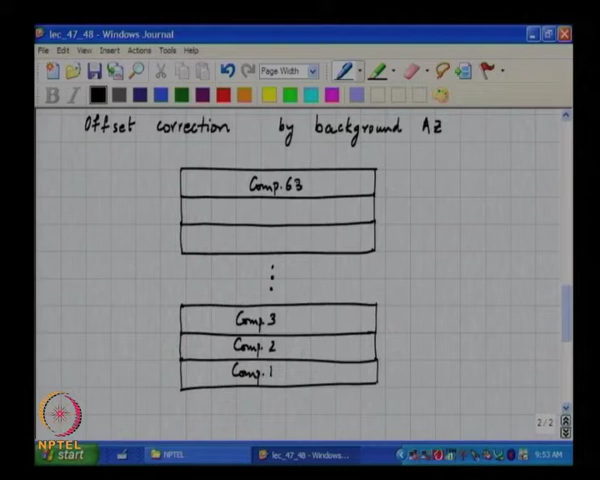 lec_47_48 - Windows Journal
File Edit View Insert Actions Tools Help
Page Width
B I
Offset correction by background AZ
Comp. 63
Comp. 3
Comp. 2
Comp. 1
2/2
NPTEL
start NPTEL lec_47_48 - Windows... 9:53 AM